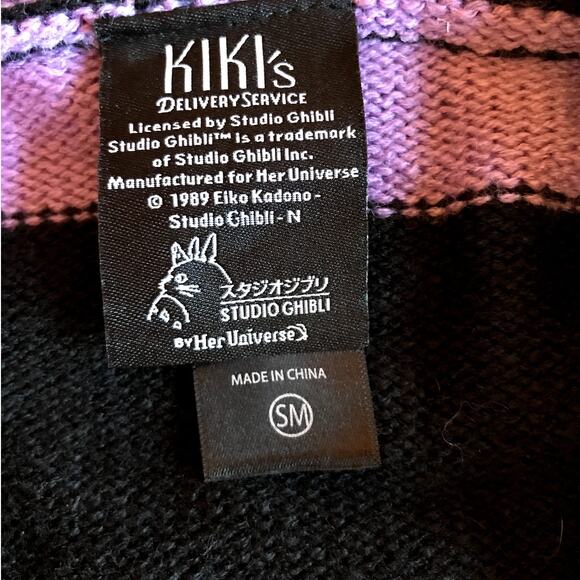 KIKI's
DELIVERY SERVICE
Licensed by Studio Ghibli
Studio Ghibli™ is a trademark
of Studio Ghibli Inc.
Manufactured for Her Universe
© 1989 Eiko Kadono -
Studio Ghibli - N
スタジオジブリ
STUDIO GHIBLI
BY Her Universe
MADE IN CHINA
SM